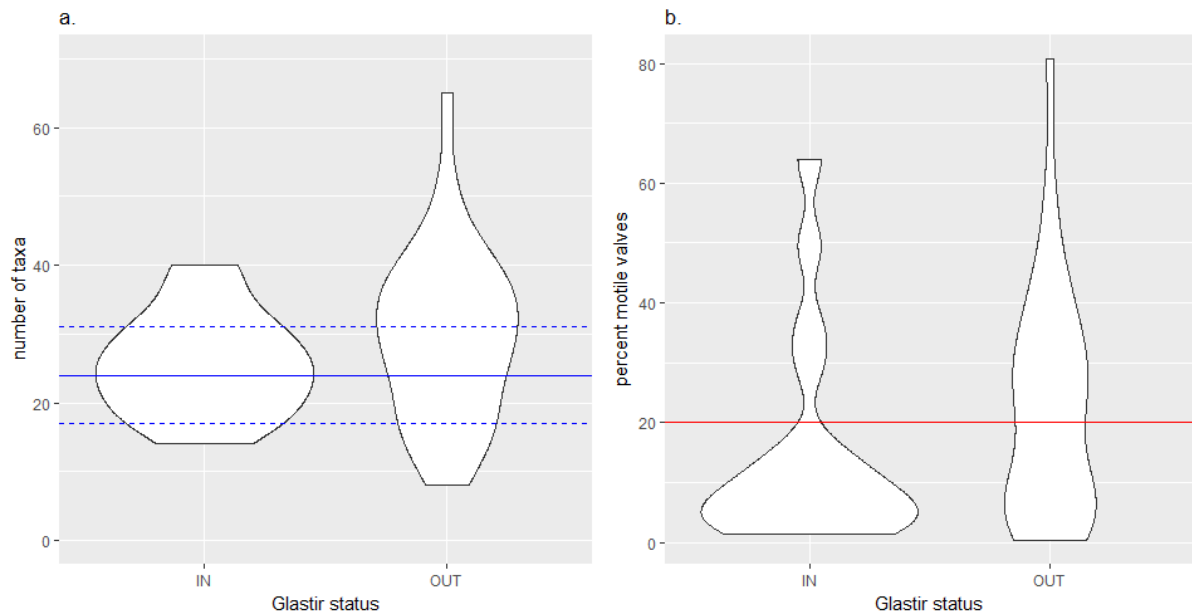 a.
number of taxa
60
40
20
0
IN
OUT
Glastir status
b.
percent motile valves
80
60
40
20
0
IN
OUT
Glastir status